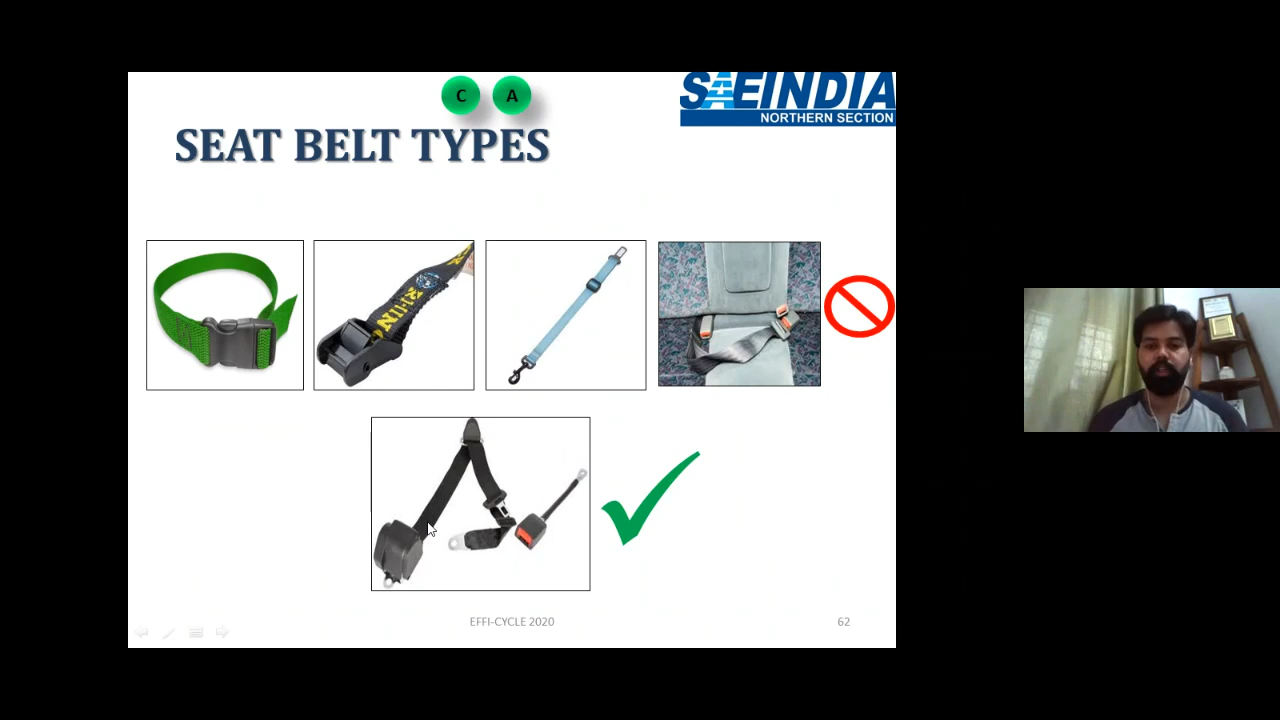 C A
SAEINDIA
NORTHERN SECTION
SEAT BELT TYPES
EFFI-CYCLE 2020
62